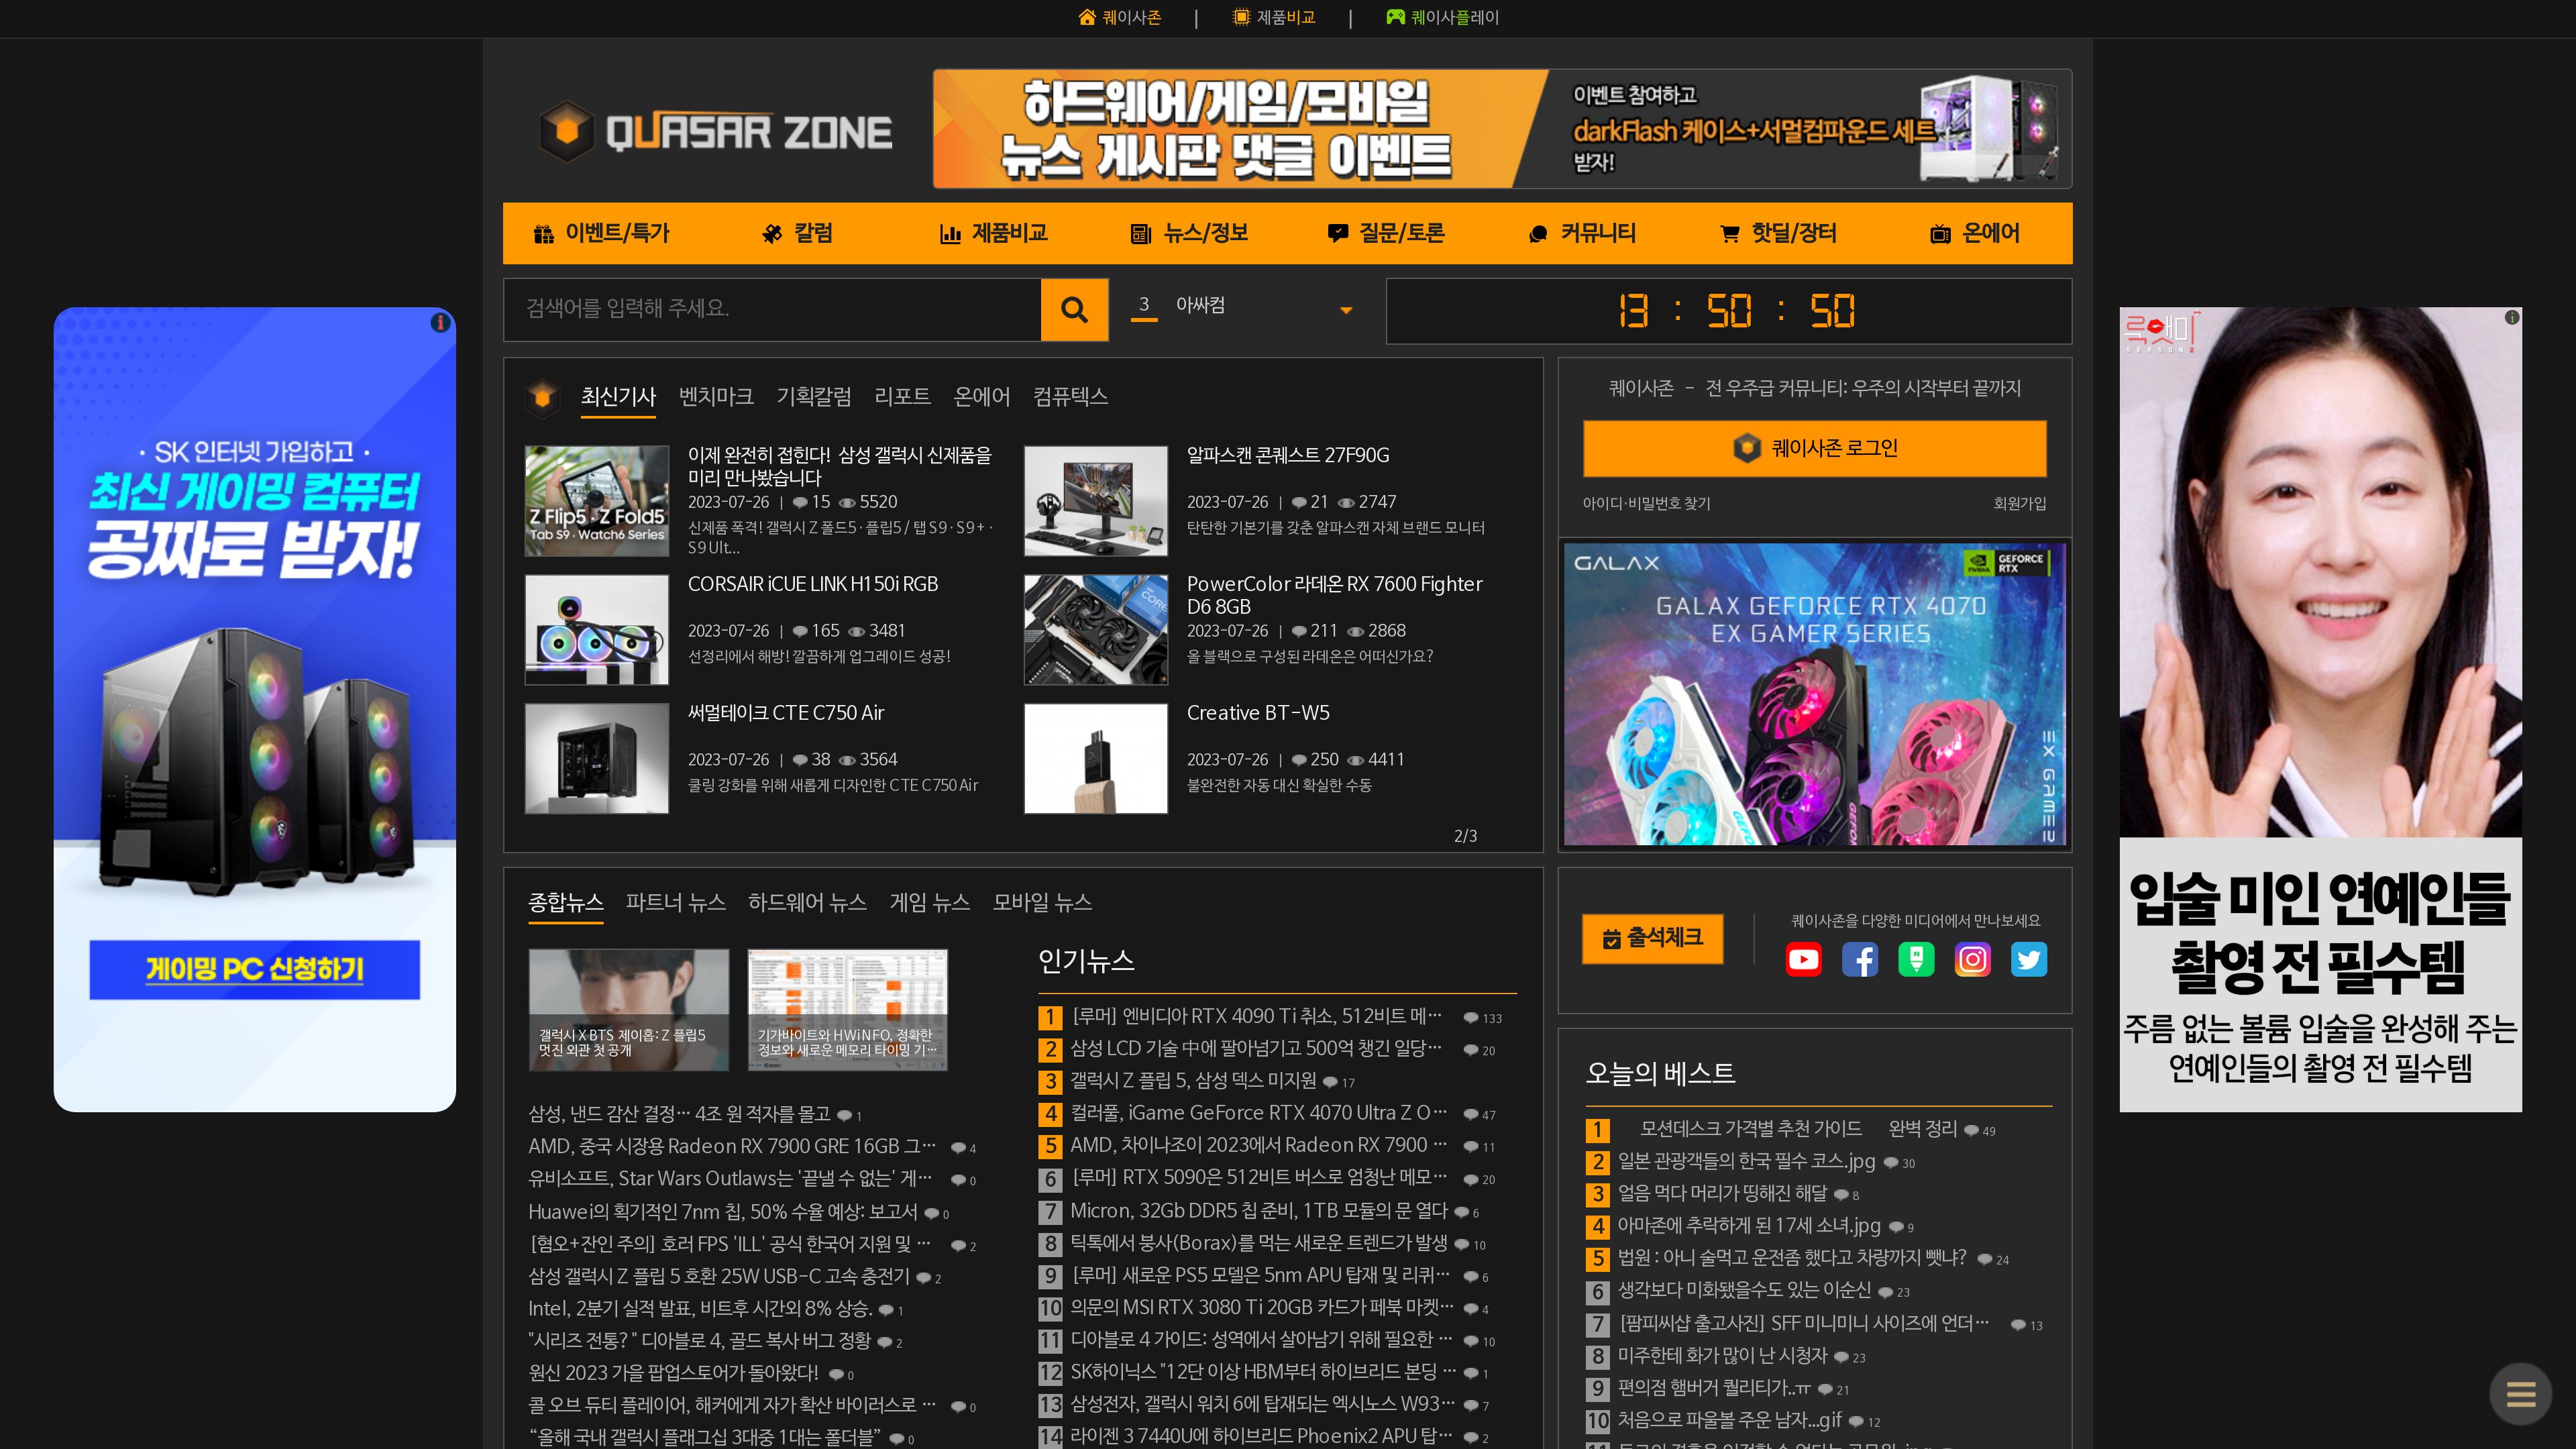 퀘이사존 | 제품비교 | 퀘이사플레이
QUASAR ZONE
하드웨어/게임/모바일
뉴스 게시판 댓글 이벤트
이벤트 참여하고
darkFlash 케이스+서멀컴파운드 세트
받자!
이벤트/특가 칼럼 제품비교 뉴스/정보 질문/토론 커뮤니티 핫딜/장터 온에어
검색어를 입력해 주세요.
3 아싸컴
13 : 50 : 50
· SK 인터넷 가입하고 ·
최신 게이밍 컴퓨터
공짜로 받자!
게이밍 PC 신청하기
최신기사 벤치마크 기획칼럼 리포트 온에어 컴퓨텍스
Z Flip5 · Z Fold5
Tab S9 · Watch6 Series
이제 완전히 접힌다! 삼성 갤럭시 신제품을
미리 만나봤습니다
2023-07-26 | 15 5520
신제품 폭격! 갤럭시 Z 폴드5 · 플립5 / 탭 S9 · S9+ ·
S9 Ult...
알파스캔 콘퀘스트 27F90G
2023-07-26 | 21 2747
탄탄한 기본기를 갖춘 알파스캔 자체 브랜드 모니터
CORSAIR iCUE LINK H150i RGB
2023-07-26 | 165 3481
선정리에서 해방! 깔끔하게 업그레이드 성공!
PowerColor 라데온 RX 7600 Fighter
D6 8GB
2023-07-26 | 211 2868
올 블랙으로 구성된 라데온은 어떠신가요?
써멀테이크 CTE C750 Air
2023-07-26 | 38 3564
쿨링 강화를 위해 새롭게 디자인한 CTE C750 Air
Creative BT-W5
2023-07-26 | 250 4411
불완전한 자동 대신 확실한 수동
2/3
퀘이사존 - 전 우주급 커뮤니티: 우주의 시작부터 끝까지
퀘이사존 로그인
아이디·비밀번호 찾기 회원가입
GALAX
GEFORCE
RTX
GALAX GEFORCE RTX 4070
EX GAMER SERIES
EX GAMER
룩앳미
SEASON2
입술 미인 연예인들
촬영 전 필수템
주름 없는 볼륨 입술을 완성해 주는
연예인들의 촬영 전 필수템
종합뉴스 파트너 뉴스 하드웨어 뉴스 게임 뉴스 모바일 뉴스
갤럭시 X BTS 제이홉: Z 플립5
멋진 외관 첫 공개
기가바이트와 HWiNFO, 정확한
정보와 새로운 메모리 타이밍 기…
삼성, 낸드 감산 결정… 4조 원 적자를 몰고 1
AMD, 중국 시장용 Radeon RX 7900 GRE 16GB 그… 4
유비소프트, Star Wars Outlaws는 '끝낼 수 없는' 게… 0
Huawei의 획기적인 7nm 칩, 50% 수율 예상: 보고서 0
[혐오+잔인 주의] 호러 FPS 'ILL' 공식 한국어 지원 및 … 2
삼성 갤럭시 Z 플립 5 호환 25W USB-C 고속 충전기 2
Intel, 2분기 실적 발표, 비트후 시간외 8% 상승. 1
"시리즈 전통? " 디아블로 4, 골드 복사 버그 정황 2
원신 2023 가을 팝업스토어가 돌아왔다! 0
콜 오브 듀티 플레이어, 해커에게 자가 확산 바이러스로 … 0
“올해 국내 갤럭시 플래그십 3대중 1대는 폴더블” 0
인기뉴스
1 [루머] 엔비디아 RTX 4090 Ti 취소, 512비트 메… 133
2 삼성 LCD 기술 中에 팔아넘기고 500억 챙긴 일당… 20
3 갤럭시 Z 플립 5, 삼성 덱스 미지원 17
4 컬러풀, iGame GeForce RTX 4070 Ultra Z O… 47
5 AMD, 차이나조이 2023에서 Radeon RX 7900 … 11
6 [루머] RTX 5090은 512비트 버스로 엄청난 메모… 20
7 Micron, 32Gb DDR5 칩 준비, 1TB 모듈의 문 열다 6
8 틱톡에서 붕사(Borax)를 먹는 새로운 트렌드가 발생 10
9 [루머] 새로운 PS5 모델은 5nm APU 탑재 및 리퀴… 6
10 의문의 MSI RTX 3080 Ti 20GB 카드가 페북 마켓… 4
11 디아블로 4 가이드: 성역에서 살아남기 위해 필요한 … 10
12 SK하이닉스 "12단 이상 HBM부터 하이브리드 본딩 … 1
13 삼성전자, 갤럭시 워치 6에 탑재되는 엑시노스 W93… 7
14 라이젠 3 7440U에 하이브리드 Phoenix2 APU 탑… 2
출석체크
퀘이사존을 다양한 미디어에서 만나보세요
오늘의 베스트
1 모션데스크 가격별 추천 가이드 완벽 정리 49
2 일본 관광객들의 한국 필수 코스.jpg 30
3 얼음 먹다 머리가 띵해진 해달 8
4 아마존에 추락하게 된 17세 소녀.jpg 9
5 법원 : 아니 술먹고 운전좀 했다고 차량까지 뺏냐? 24
6 생각보다 미화됐을수도 있는 이순신 23
7 [팜피씨샵 출고사진] SFF 미니미니 사이즈에 언더… 13
8 미주한테 화가 많이 난 시청자 23
9 편의점 햄버거 퀄리티가..ㅠ 21
10 처음으로 파울볼 주운 남자...gif 12